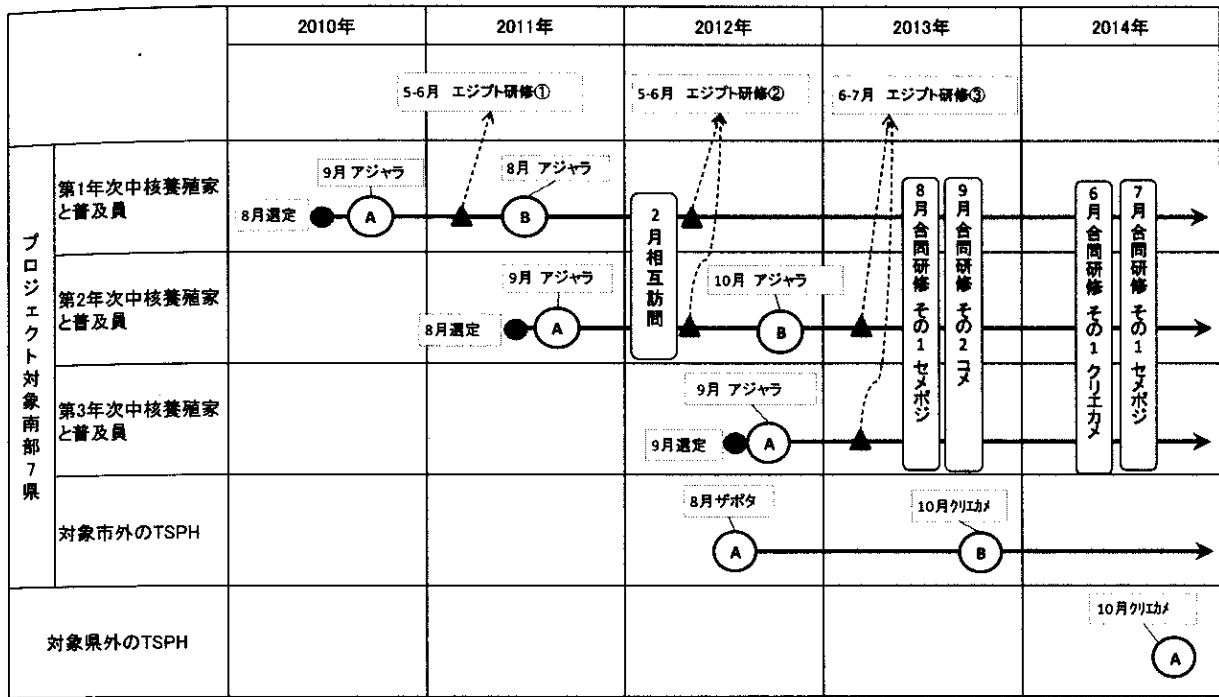 2010年 2011年 2012年 2013年 2014年
5-6月 エジプト研修① 5-6月 エジプト研修② 6-7月 エジプト研修③
プロジェクト対象南部7県
第1年次中核養殖家
と普及員
8月選定
9月 アジャラ
A
8月 アジャラ
B
2月相互訪問
8月合同研修 その1 セメポジ
9月合同研修 その2 コメ
6月合同研修 その1 クリエカメ
7月合同研修 その1 セメポジ
第2年次中核養殖家
と普及員
8月選定
9月 アジャラ
A
10月 アジャラ
B
第3年次中核養殖家
と普及員
9月選定
9月 アジャラ
A
対象市外のTSPH
8月ザポタ
A
10月クリエカメ
B
対象県外のTSPH
10月クリエカメ
A